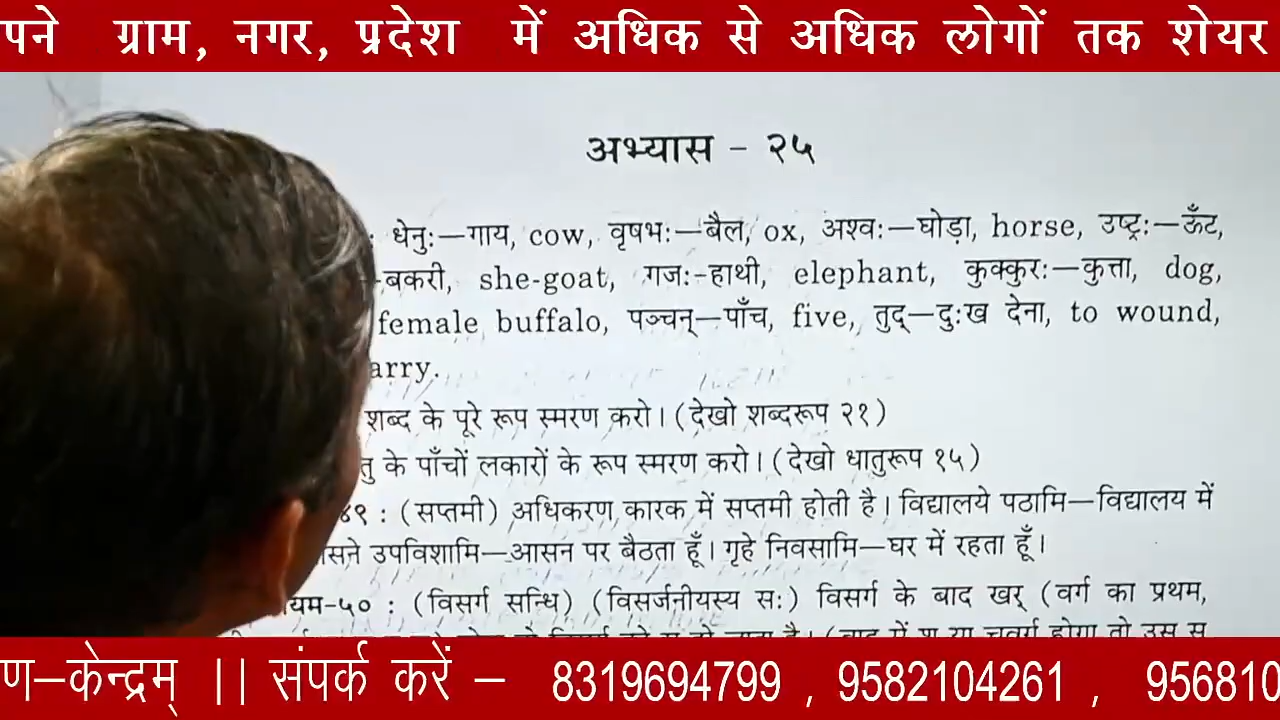 पने ग्राम, नगर, प्रदेश में अधिक से अधिक लोगों तक शेयर
अभ्यास - २५
धेनुः—गाय, cow, वृषभः—बैल, ox, अश्वः—घोड़ा, horse, उष्ट्रः—ऊँट,
-बकरी, she-goat, गजः-हाथी, elephant, कुक्कुरः—कुत्ता, dog,
female buffalo, पञ्चन्—पाँच, five, तुद्—दुःख देना, to wound,
arry.
शब्द के पूरे रूप स्मरण करो। (देखो शब्दरूप २१)
तु के पाँचों लकारों के रूप स्मरण करो। (देखो धातुरूप १५)
४९ : (सप्तमी) अधिकरण कारक में सप्तमी होती है। विद्यालये पठामि—विद्यालय में
सने उपविशामि—आसन पर बैठता हूँ। गृहे निवसामि—घर में रहता हूँ।
यम-५० : (विसर्ग सन्धि) (विसर्जनीयस्य सः) विसर्ग के बाद खर् (वर्ग का प्रथम,
ण-केन्द्रम् || संपर्क करें - 8319694799 , 9582104261 , 956810